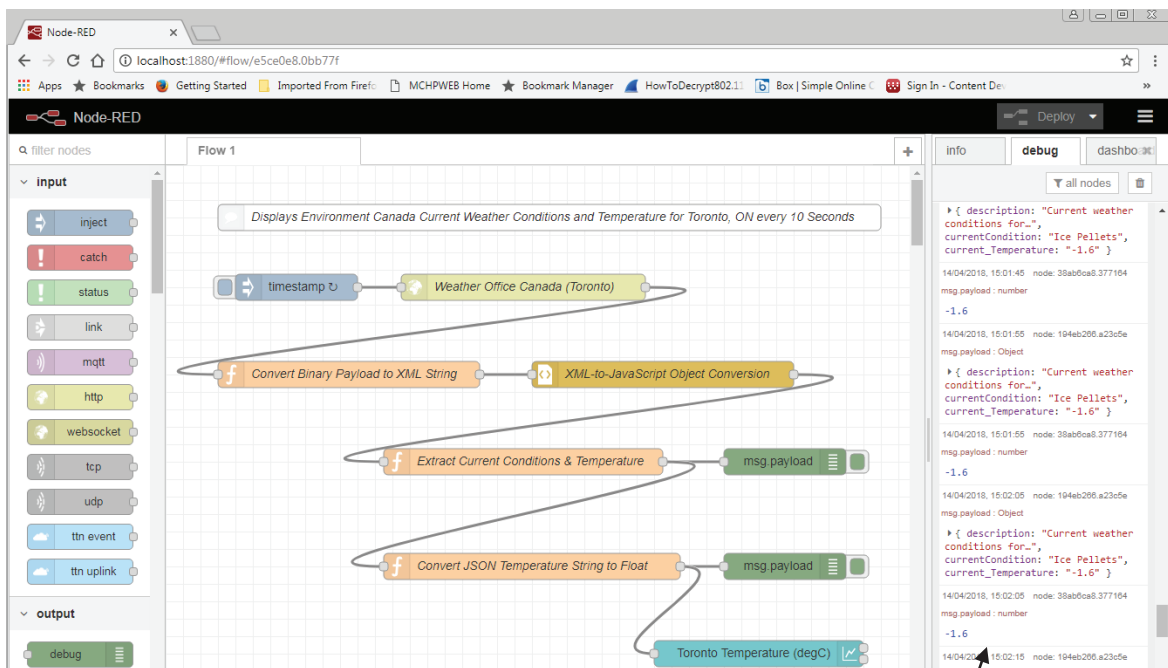 Node-RED
localhost:1880/#flow/e5ce0e8.0bb77f
Apps Bookmarks Getting Started Imported From Firefo MCHPWEB Home Bookmark Manager HowToDecrypt802.11 Box | Simple Online C Sign In - Content Dev »
Node-RED
Deploy
filter nodes
Flow 1
+
info
debug
dashboa
input
all nodes
inject
catch
status
link
mqtt
http
websocket
tcp
udp
ttn event
ttn uplink
output
debug
Displays Environment Canada Current Weather Conditions and Temperature for Toronto, ON every 10 Seconds
timestamp ↻
Weather Office Canada (Toronto)
Convert Binary Payload to XML String
XML-to-JavaScript Object Conversion
Extract Current Conditions & Temperature
msg.payload
Convert JSON Temperature String to Float
msg.payload
Toronto Temperature (degC)
{ description: "Current weather
conditions for…",
currentCondition: "Ice Pellets",
current_Temperature: "-1.6" }
14/04/2018, 15:01:45 node: 38ab6ca8.377164
msg.payload : number
-1.6
14/04/2018, 15:01:55 node: 194eb266.a23c5e
msg.payload : Object
{ description: "Current weather
conditions for…",
currentCondition: "Ice Pellets",
current_Temperature: "-1.6" }
14/04/2018, 15:01:55 node: 38ab6ca8.377164
msg.payload : number
-1.6
14/04/2018, 15:02:05 node: 194eb266.a23c5e
msg.payload : Object
{ description: "Current weather
conditions for…",
currentCondition: "Ice Pellets",
current_Temperature: "-1.6" }
14/04/2018, 15:02:05 node: 38ab6ca8.377164
msg.payload : number
-1.6
15:02:15 node: 194eb266.a23c5e